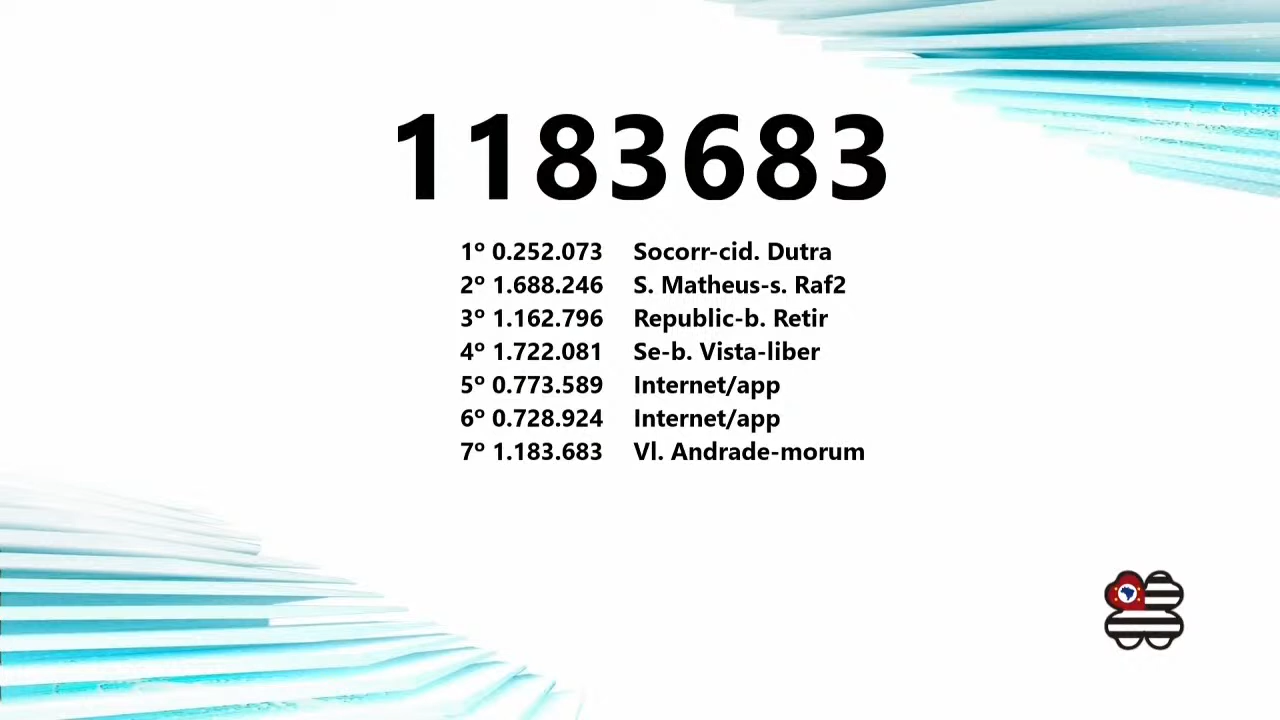 1183683
1º 0.252.073 Socorr-cid. Dutra
2º 1.688.246 S. Matheus-s. Raf2
3º 1.162.796 Republic-b. Retir
4º 1.722.081 Se-b. Vista-liber
5º 0.773.589 Internet/app
6º 0.728.924 Internet/app
7º 1.183.683 Vl. Andrade-morum